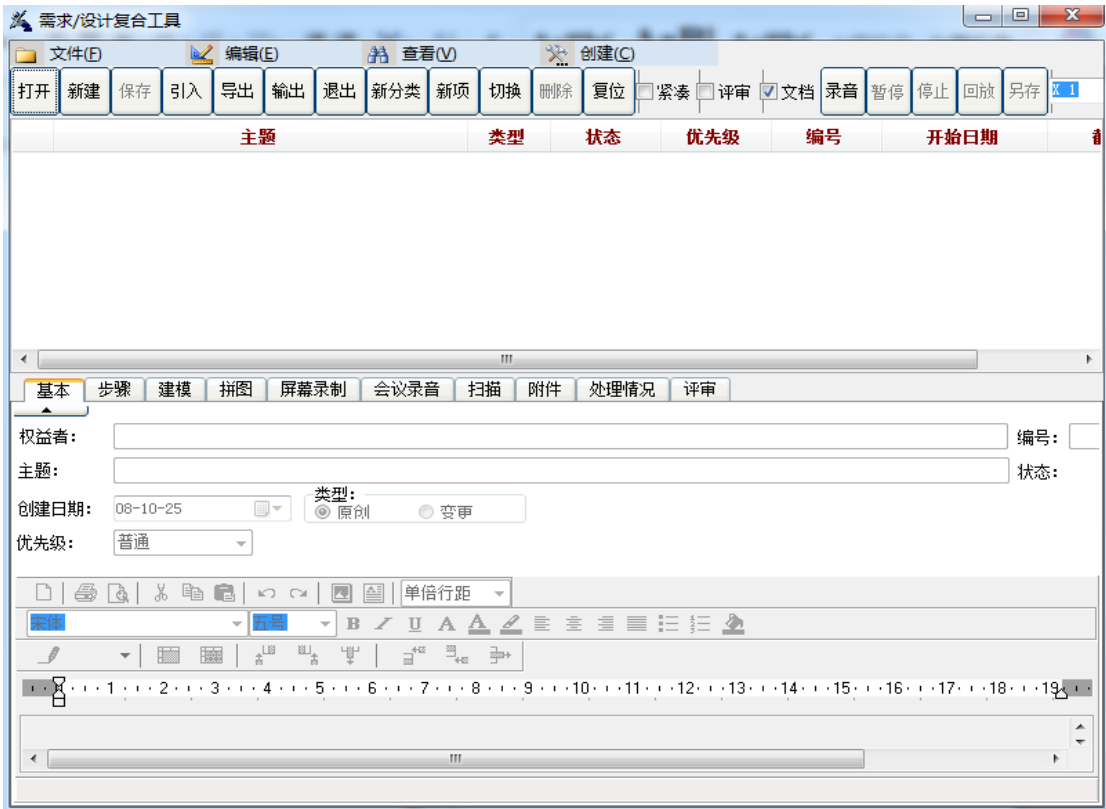 需求/设计复合工具
文件(F) 编辑(E) 查看(V) 创建(C)
打开 新建 保存 引入 导出 输出 退出 新分类 新项 切换 删除 复位 紧凑 评审 文档 录音 暂停 停止 回放 另存 X 1
主题 类型 状态 优先级 编号 开始日期
基本 步骤 建模 拼图 屏幕录制 会议录音 扫描 附件 处理情况 评审
权益者: 编号:
主题: 状态:
创建日期: 08-10-25 类型: 原创 变更
优先级: 普通
单倍行距
宋体 五号 B U A A
1 2 3 4 5 6 7 8 9 10 11 12 13 14 15 16 17 18 19